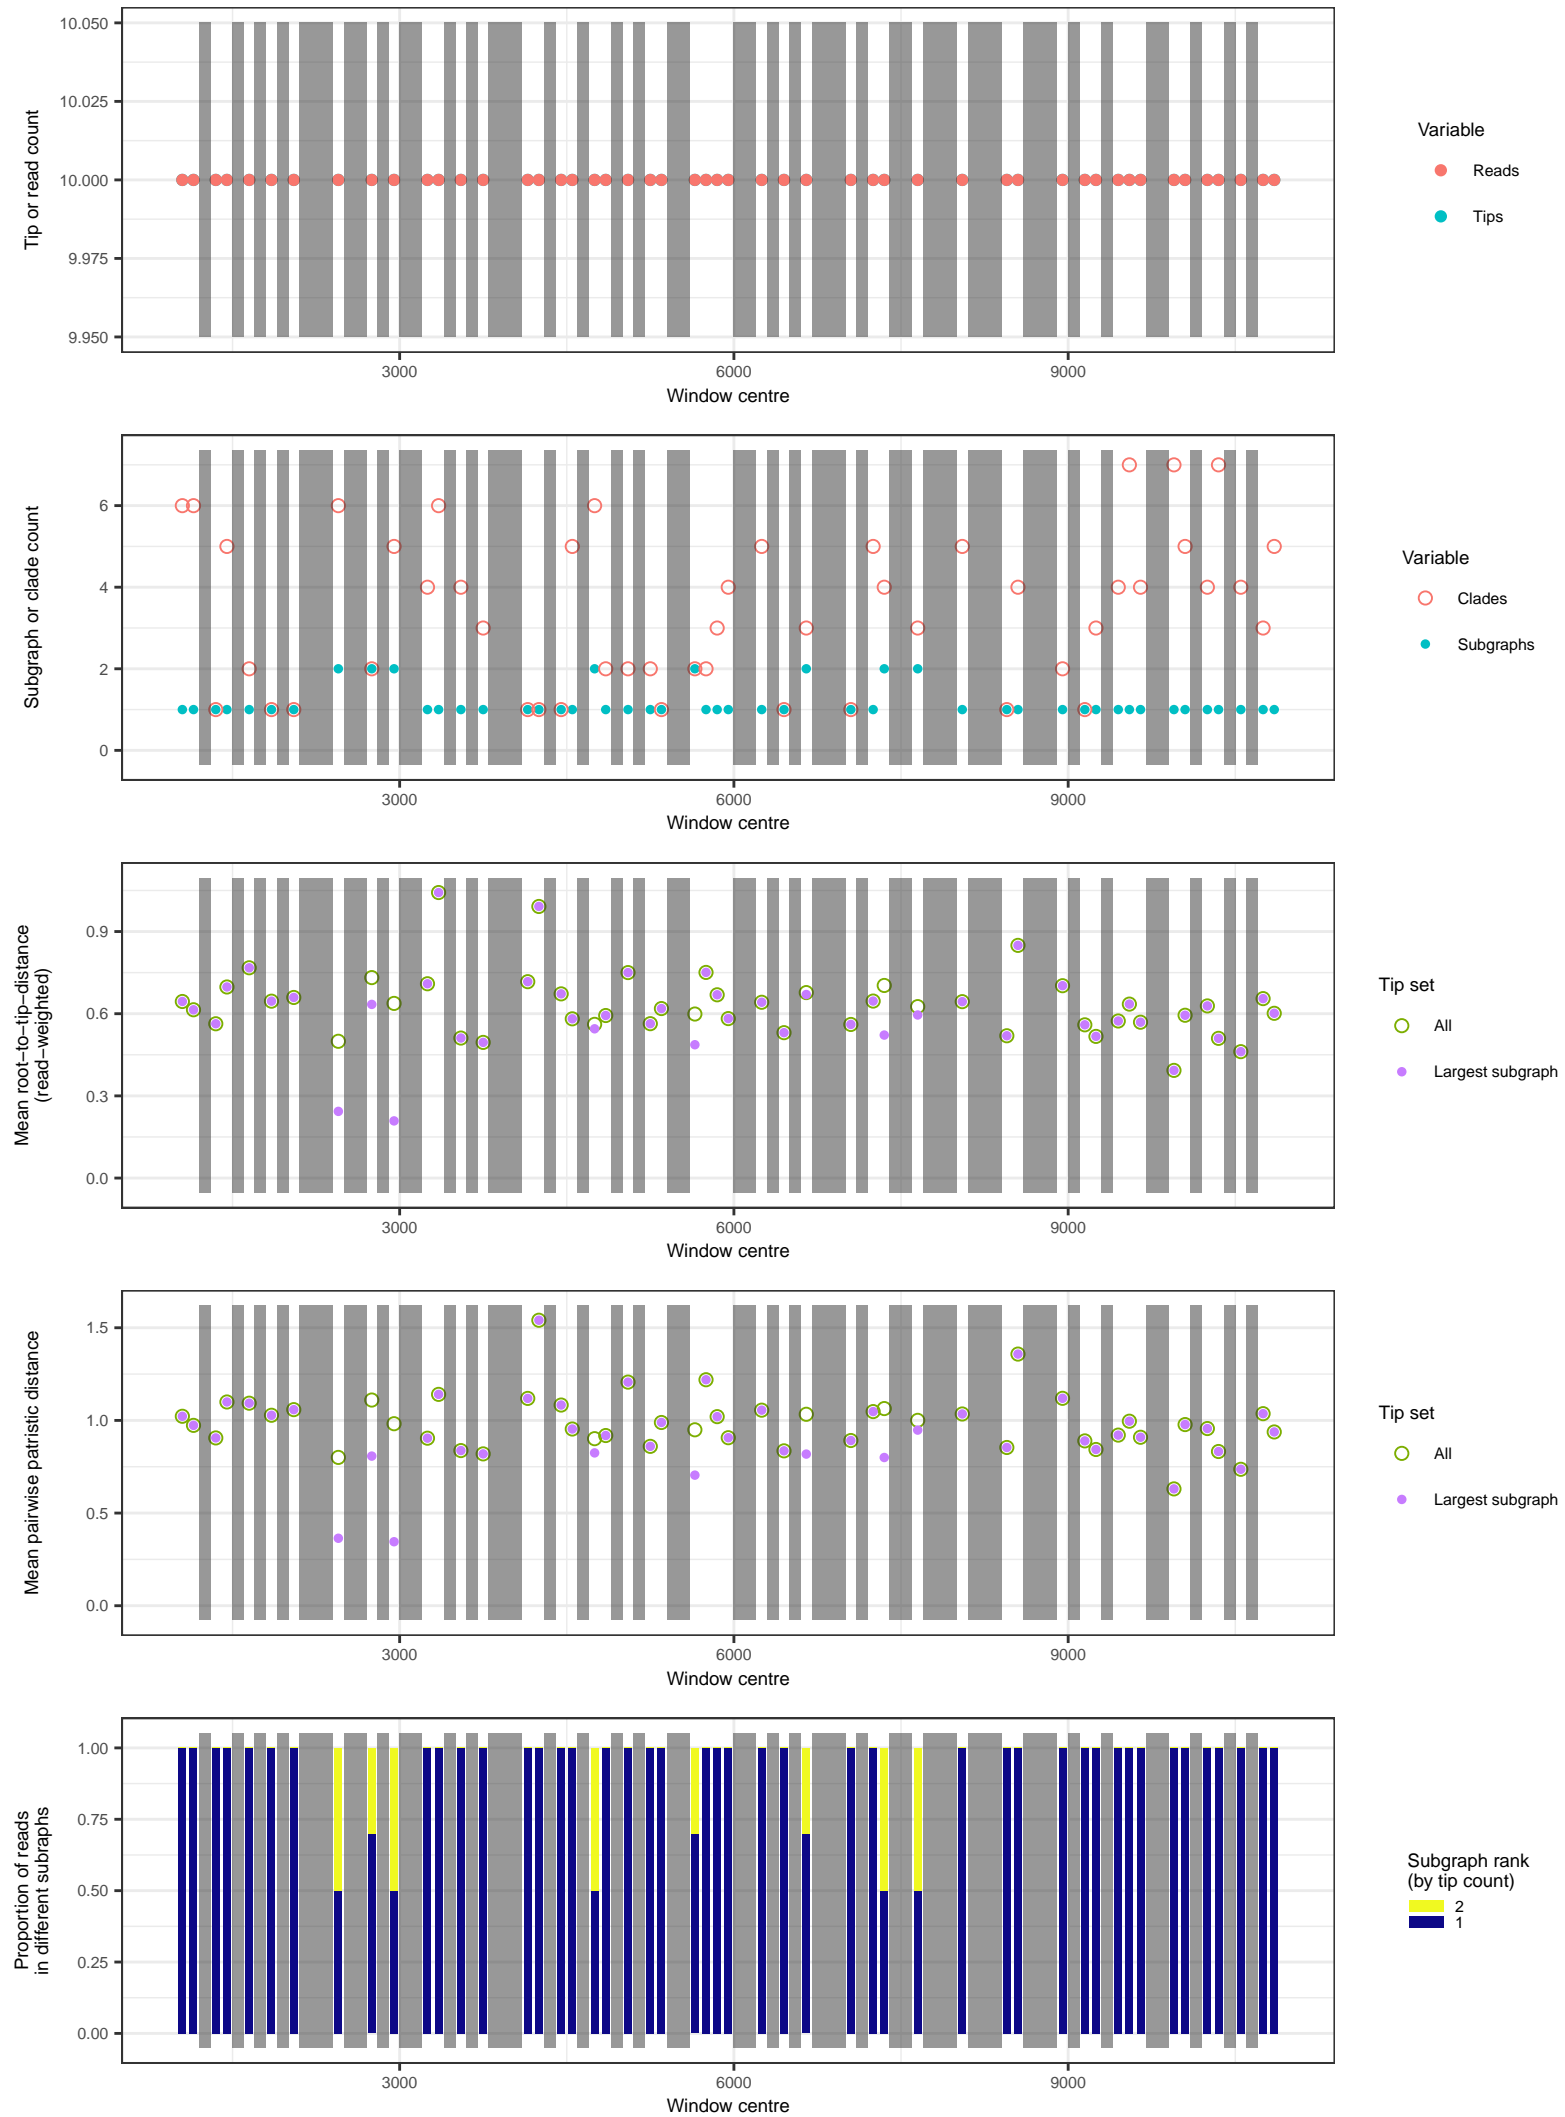 10.050
10.025
10.000
9.975
9.950
Tip or read count
3000
6000
9000
Window centre
Variable
Reads
Tips
6
4
2
0
Subgraph or clade count
3000
6000
9000
Window centre
Variable
Clades
Subgraphs
0.9
0.6
0.3
0.0
Mean root−to−tip−distance
(read−weighted)
3000
6000
9000
Window centre
Tip set
All
Largest subgraph
1.5
1.0
0.5
0.0
Mean pairwise patristic distance
3000
6000
9000
Window centre
Tip set
All
Largest subgraph
1.00
0.75
0.50
0.25
0.00
Proportion of reads
in different subraphs
3000
6000
9000
Window centre
Subgraph rank
(by tip count)
2
1